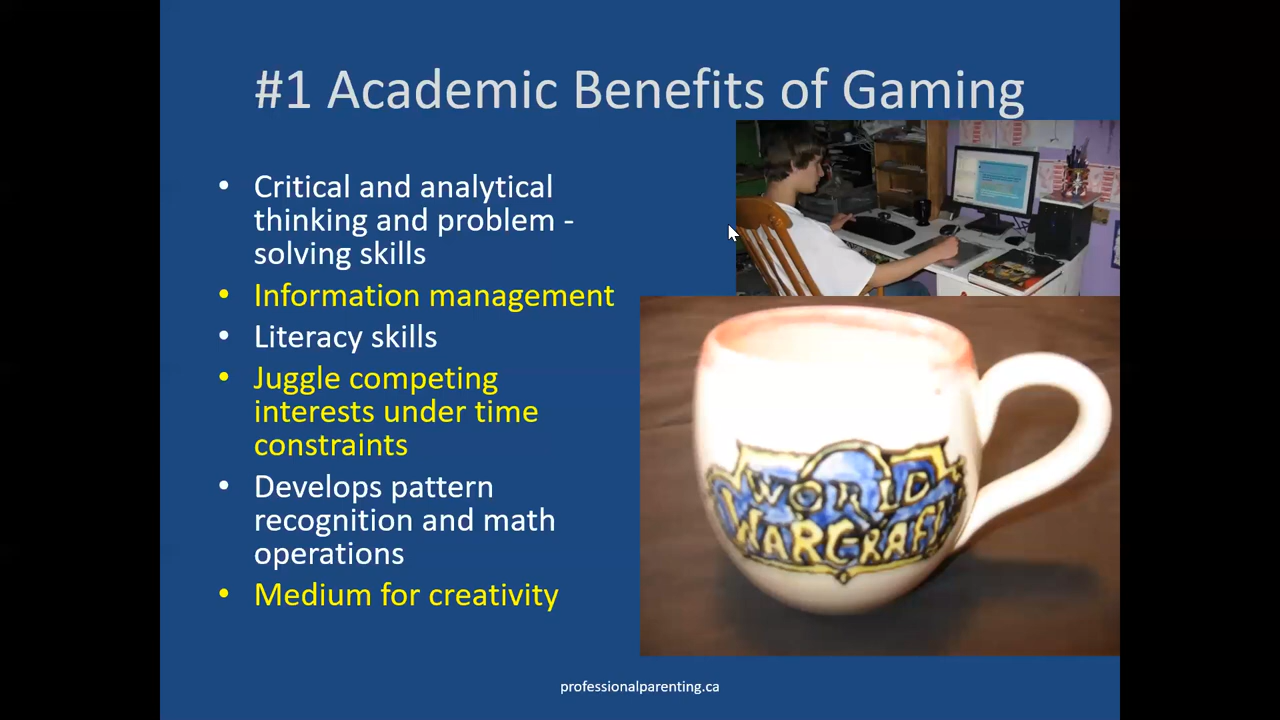 #1 Academic Benefits of Gaming
• Critical and analytical
thinking and problem -
solving skills
• Information management
• Literacy skills
• Juggle competing
interests under time
constraints
• Develops pattern
recognition and math
operations
• Medium for creativity
WORLD
WARCRAFT
professionalparenting.ca